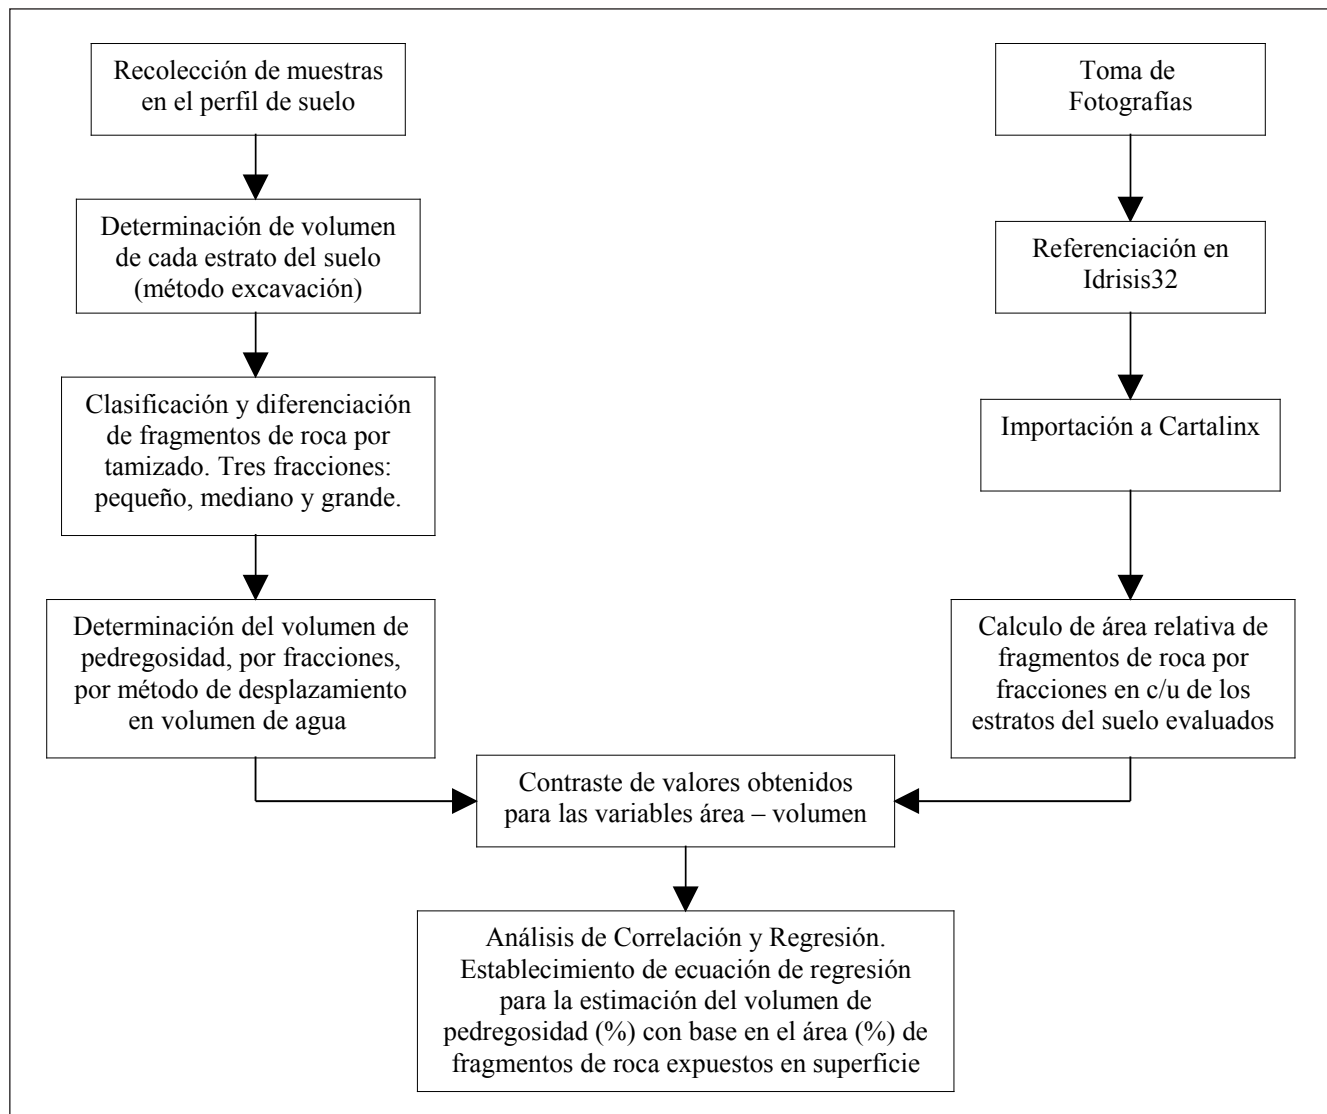 Recolección de muestras
en el perfil de suelo
Determinación de volumen
de cada estrato del suelo
(método excavación)
Clasificación y diferenciación
de fragmentos de roca por
tamizado. Tres fracciones:
pequeño, mediano y grande.
Determinación del volumen de
pedregosidad, por fracciones,
por método de desplazamiento
en volumen de agua
Toma de
Fotografías
Referenciación en
Idrisis32
Importación a Cartalinx
Calculo de área relativa de
fragmentos de roca por
fracciones en c/u de los
estratos del suelo evaluados
Contraste de valores obtenidos
para las variables área – volumen
Análisis de Correlación y Regresión.
Establecimiento de ecuación de regresión
para la estimación del volumen de
pedregosidad (%) con base en el área (%) de
fragmentos de roca expuestos en superficie